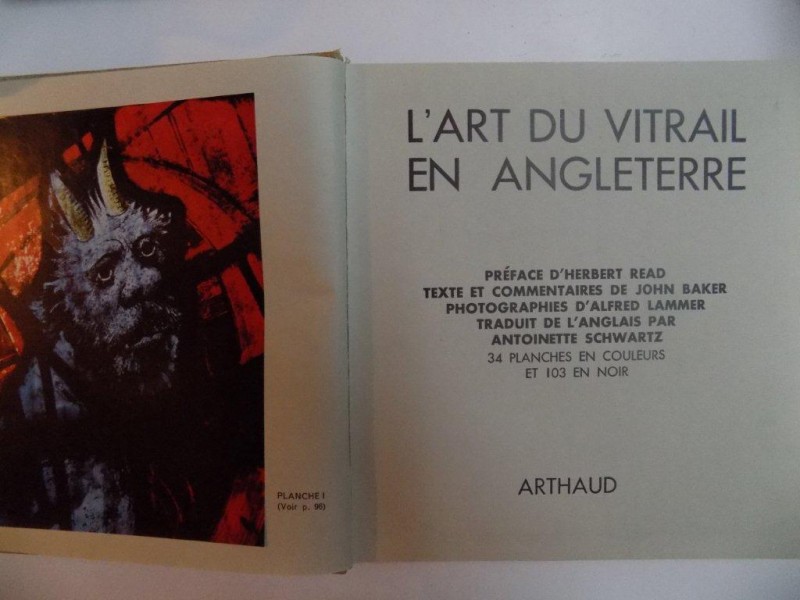 PLANCHE I
(Voir p. 96)
L'ART DU VITRAIL
EN ANGLETERRE
PRÉFACE D'HERBERT READ
TEXTE ET COMMENTAIRES DE JOHN BAKER
PHOTOGRAPHIES D'ALFRED LAMMER
TRADUIT DE L'ANGLAIS PAR
ANTOINETTE SCHWARTZ
34 PLANCHES EN COULEURS
ET 103 EN NOIR
ARTHAUD